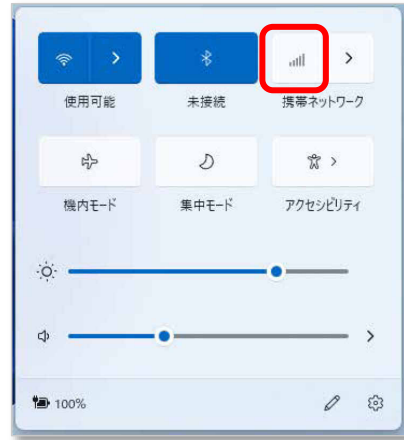 使用可能
未接続
携帯ネットワーク
機内モード
集中モード
アクセシビリティ
100%